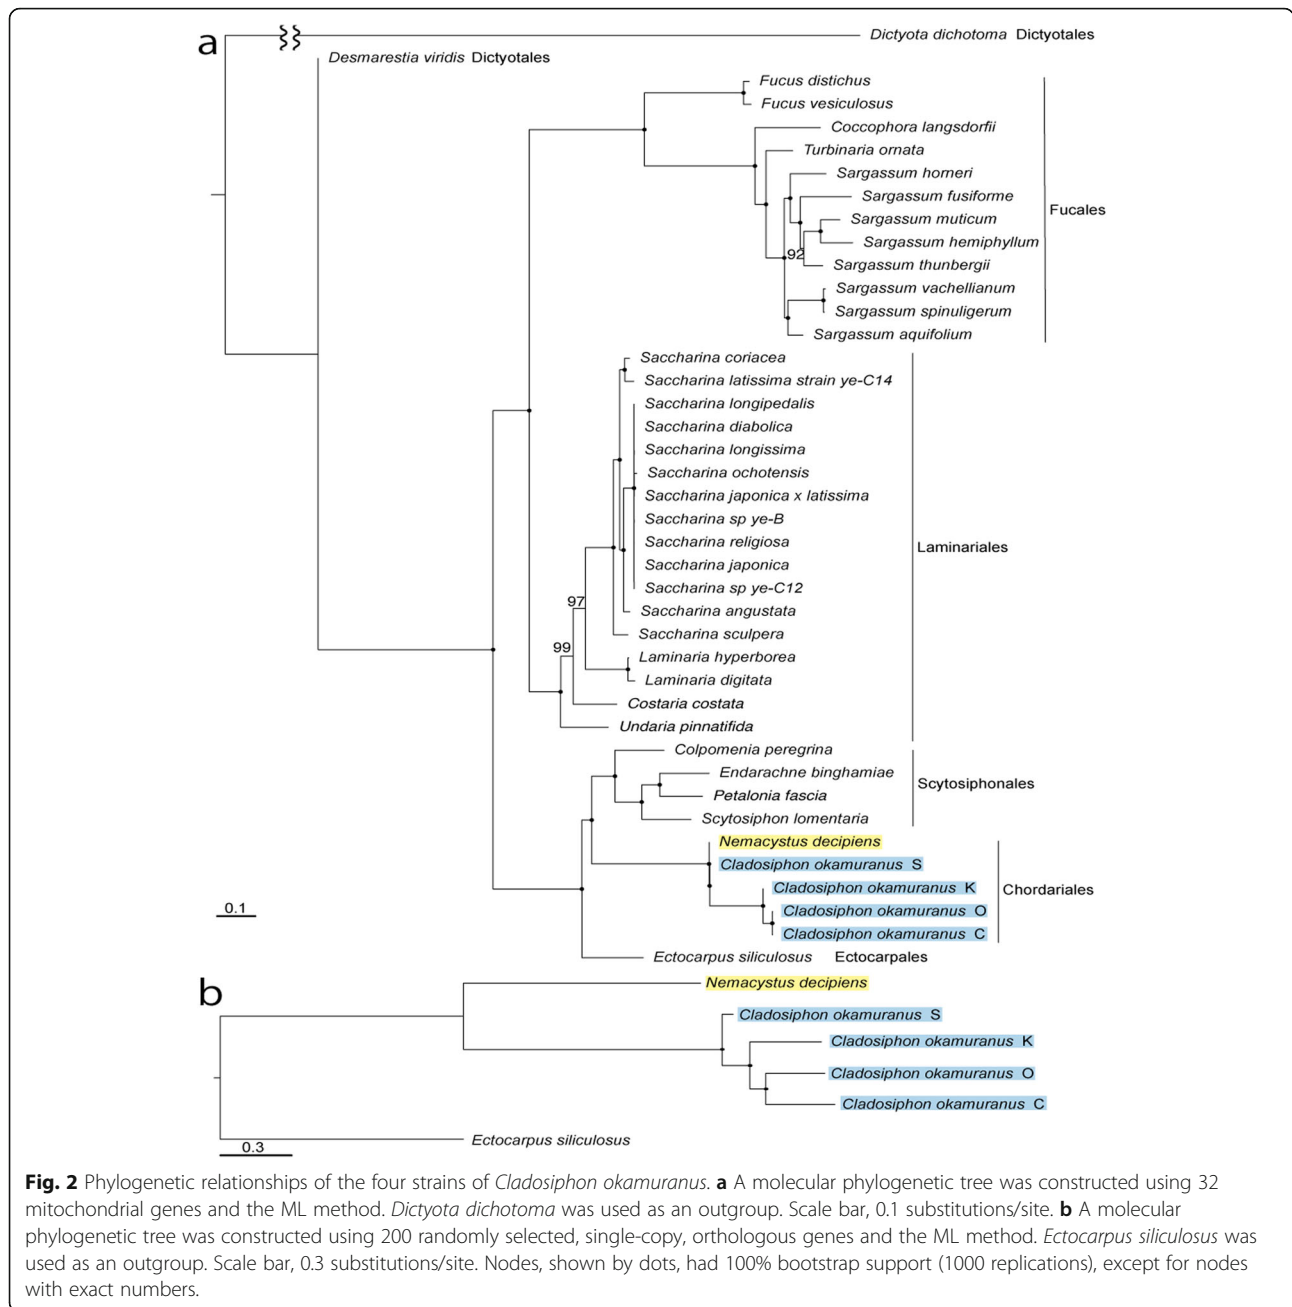 a
Dictyota dichotoma Dictyotales
Desmarestia viridis Dictyotales
Fucus distichus
Fucus vesiculosus
Coccophora langsdorfii
Turbinaria ornata
Sargassum horneri
Sargassum fusiforme
Sargassum muticum
Fucales
Sargassum hemiphyllum
92
Sargassum thunbergii
Sargassum vachellianum
Sargassum spinuligerum
Sargassum aquifolium
Saccharina coriacea
Saccharina latissima strain ye-C14
Saccharina longipedalis
Saccharina diabolica
Saccharina longissima
Saccharina ochotensis
Saccharina japonica x latissima
Saccharina sp ye-B
Saccharina religiosa
Laminariales
Saccharina japonica
Saccharina sp ye-C12
97
Saccharina angustata
Saccharina sculpera
99
Laminaria hyperborea
Laminaria digitata
Costaria costata
Undaria pinnatifida
Colpomenia peregrina
Endarachne binghamiae
Scytosiphonales
Petalonia fascia
Scytosiphon lomentaria
Nemacystus decipiens
Cladosiphon okamuranus S
Cladosiphon okamuranus K
Chordariales
0.1
Cladosiphon okamuranus O
Cladosiphon okamuranus C
Ectocarpus siliculosus Ectocarpales
b
Nemacystus decipiens
Cladosiphon okamuranus S
Cladosiphon okamuranus K
Cladosiphon okamuranus O
Cladosiphon okamuranus C
Ectocarpus siliculosus
0.3
Fig. 2 Phylogenetic relationships of the four strains of Cladosiphon okamuranus. a A molecular phylogenetic tree was constructed using 32
mitochondrial genes and the ML method. Dictyota dichotoma was used as an outgroup. Scale bar, 0.1 substitutions/site. b A molecular
phylogenetic tree was constructed using 200 randomly selected, single-copy, orthologous genes and the ML method. Ectocarpus siliculosus was
used as an outgroup. Scale bar, 0.3 substitutions/site. Nodes, shown by dots, had 100% bootstrap support (1000 replications), except for nodes
with exact numbers.